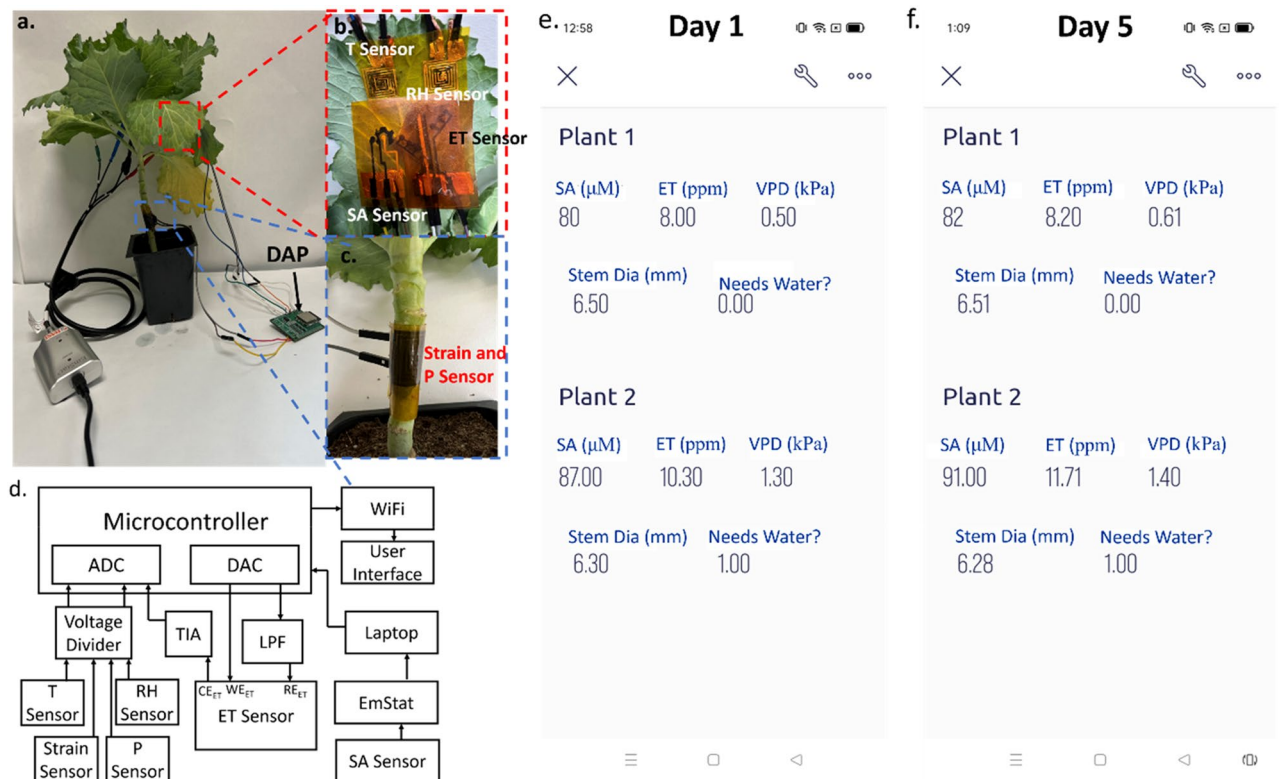 a.
DAP
b.
T Sensor
RH Sensor
ET Sensor
SA Sensor
c.
Strain and
P Sensor
d.
Microcontroller
ADC
DAC
WiFi
User
Interface
Voltage
Divider
TIA
LPF
Laptop
T
Sensor
RH
Sensor
CE_ET WE_ET RE_ET
ET Sensor
EmStat
Strain
Sensor
P
Sensor
SA Sensor
e. 12:58 Day 1
Plant 1
SA (μM) ET (ppm) VPD (kPa)
80 8.00 0.50
Stem Dia (mm) Needs Water?
6.50 0.00
Plant 2
SA (μM) ET (ppm) VPD (kPa)
87.00 10.30 1.30
Stem Dia (mm) Needs Water?
6.30 1.00
f. 1:09 Day 5
Plant 1
SA (μM) ET (ppm) VPD (kPa)
82 8.20 0.61
Stem Dia (mm) Needs Water?
6.51 0.00
Plant 2
SA (μM) ET (ppm) VPD (kPa)
91.00 11.71 1.40
Stem Dia (mm) Needs Water?
6.28 1.00